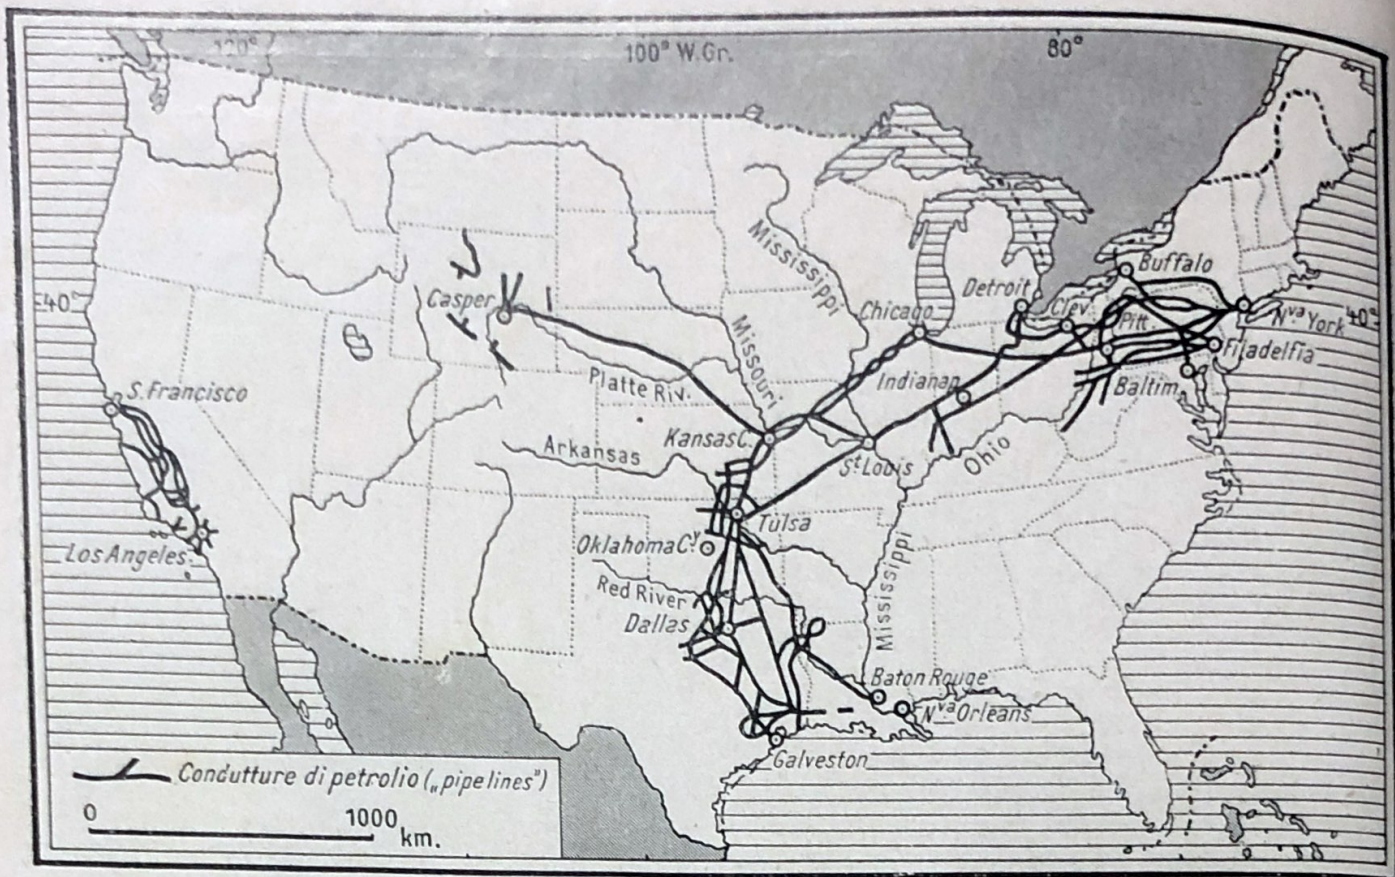 120° 100° W.Gr. 80°
Buffalo
Mississippi
Detroit
Casper
Clev.
40°
Chicago
Pitt.
Nva York 40°
Missouri
Filadelfia
Indianap.
Platte Riv.
Baltim.
S. Francisco
Kansas C.
Arkansas
St Louis
Ohio
Tulsa
Oklahoma Cy
Los Angeles
Mississippi
Red River
Dallas
Baton Rouge
Nva Orleans
Galveston
Condutture di petrolio („pipelines")
0 1000 km.